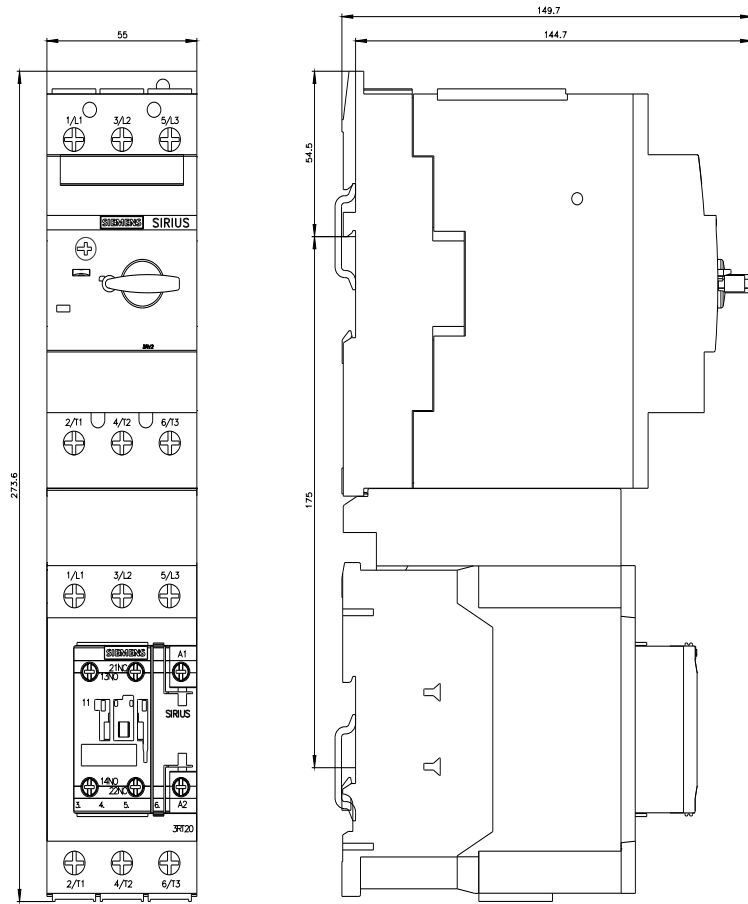 149.7
55
144.7
1/L1 3/L2 5/L3
54.5
SIEMENS SIRIUS
3RV2
2/T1 4/T2 6/T3
273.6
175
1/L1 3/L2 5/L3
SIEMENS A1
21NC
13NO
11
SIRIUS
14NO
22NC
3. 4. 5. 6. A2
3RT20
2/T1 4/T2 6/T3